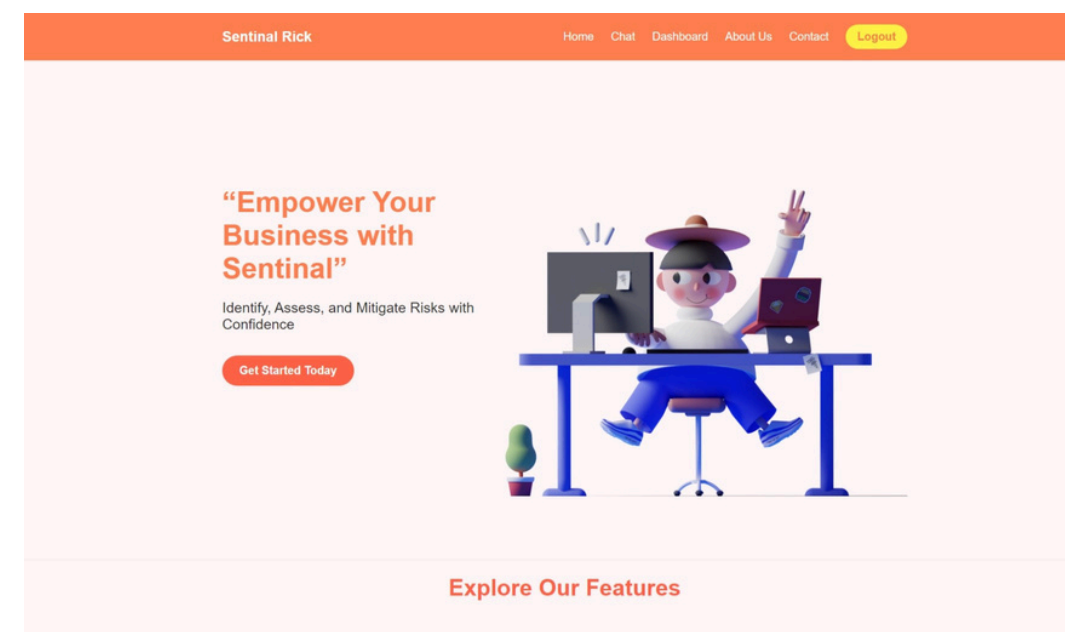 Sentinal Rick
Home Chat Dashboard About Us Contact Logout
“Empower Your
Business with
Sentinal”
Identify, Assess, and Mitigate Risks with
Confidence
Get Started Today
Explore Our Features